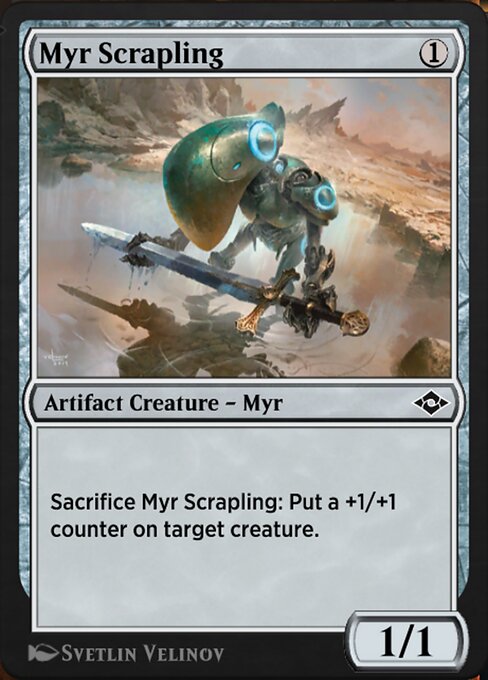 Myr Scrapling
1
Artifact Creature – Myr
Sacrifice Myr Scrapling: Put a +1/+1
counter on target creature.
1/1
Svetlin Velinov